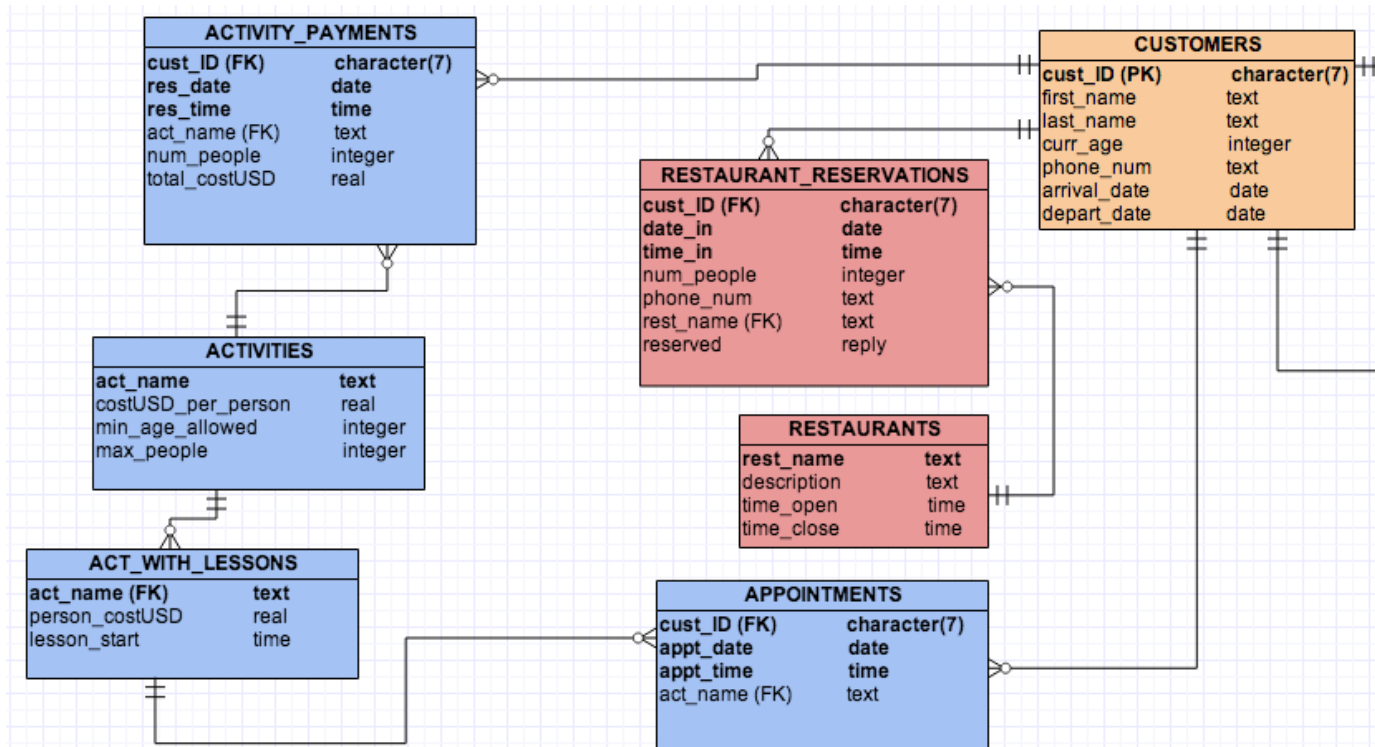 ACTIVITY_PAYMENTS
cust_ID (FK) character(7)
res_date date
res_time time
act_name (FK) text
num_people integer
total_costUSD real
CUSTOMERS
cust_ID (PK) character(7)
first_name text
last_name text
curr_age integer
phone_num text
arrival_date date
depart_date date
RESTAURANT_RESERVATIONS
cust_ID (FK) character(7)
date_in date
time_in time
num_people integer
phone_num text
rest_name (FK) text
reserved reply
ACTIVITIES
act_name text
costUSD_per_person real
min_age_allowed integer
max_people integer
RESTAURANTS
rest_name text
description text
time_open time
time_close time
ACT_WITH_LESSONS
act_name (FK) text
person_costUSD real
lesson_start time
APPOINTMENTS
cust_ID (FK) character(7)
appt_date date
appt_time time
act_name (FK) text